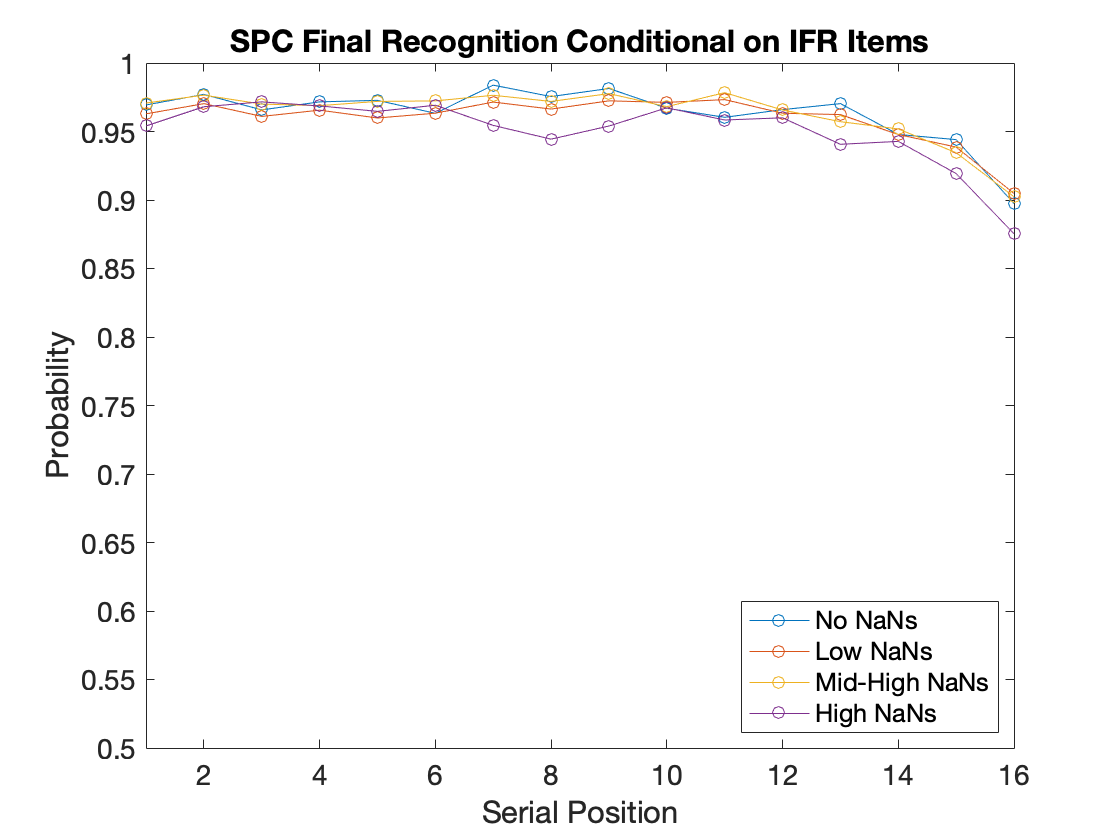 SPC Final Recognition Conditional on IFR Items
1
0.95
0.9
0.85
0.8
0.75
0.7
0.65
0.6
0.55
0.5
Probability
No NaNs
Low NaNs
Mid-High NaNs
High NaNs
2 4 6 8 10 12 14 16
Serial Position